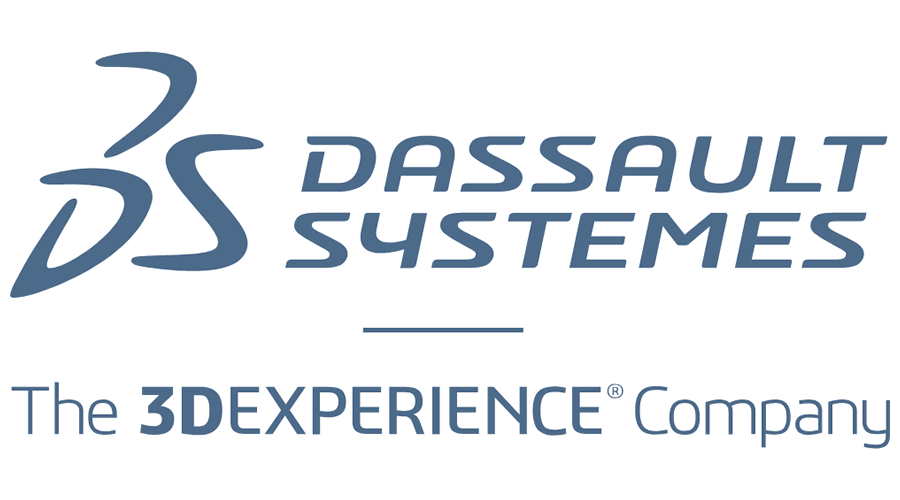 DASSAULT
SYSTEMES
The 3DEXPERIENCE® Company